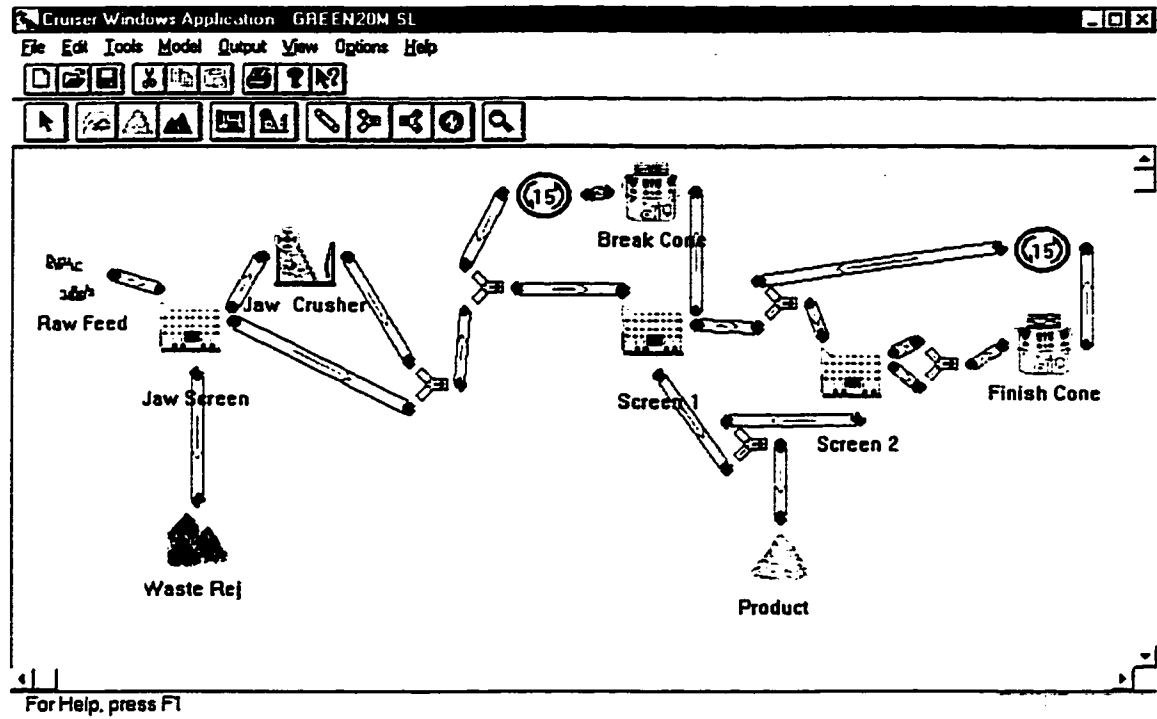 Cruiser Windows Application - GREEN20M SL
File Edit Tools Model Output View Options Help
15
Break Cone
15
Raw Feed
Jaw Crusher
Jaw Screen
Screen 1
Finish Cone
Screen 2
Waste Rej
Product
For Help, press F1